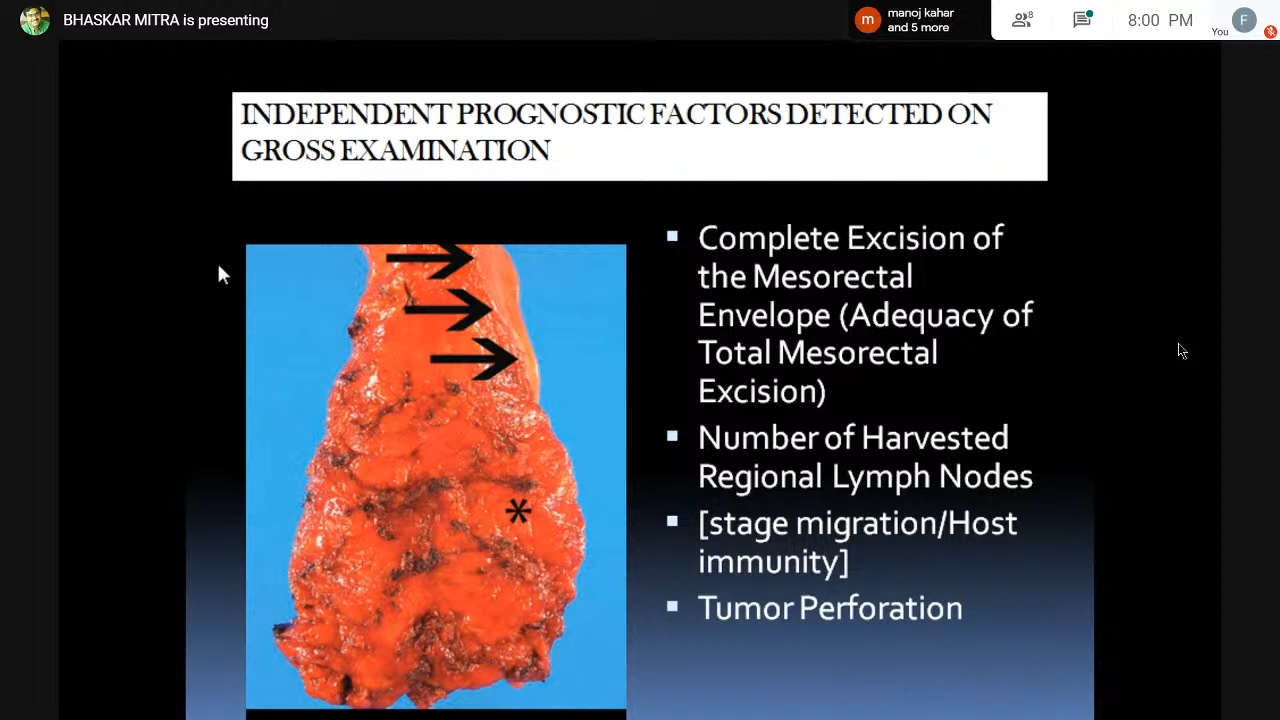 BHASKAR MITRA is presenting
m
manoj kahar
and 5 more
8
8:00 PM
You
F
INDEPENDENT PROGNOSTIC FACTORS DETECTED ON
GROSS EXAMINATION
Complete Excision of
the Mesorectal
Envelope (Adequacy of
Total Mesorectal
Excision)
Number of Harvested
Regional Lymph Nodes
[stage migration/Host
immunity]
Tumor Perforation
*